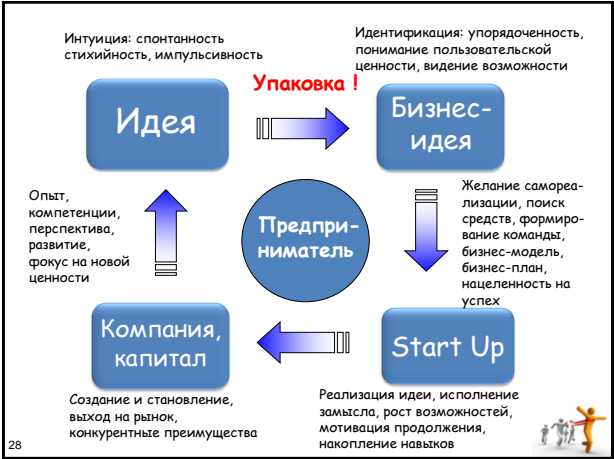 Интуиция: спонтанность
стихийность, импульсивность
Идентификация: упорядоченность,
понимание пользовательской
ценности, видение возможности
Упаковка !
Идея
Бизнес-
идея
Опыт,
компетенции,
перспектива,
развитие,
фокус на новой
ценности
Предпри-
ниматель
Желание самореа-
лизации, поиск
средств, формиро-
вание команды,
бизнес-модель,
бизнес-план,
нацеленность на
успех
Компания,
капитал
Start Up
Создание и становление,
выход на рынок,
конкурентные преимущества
Реализация идеи, исполнение
замысла, рост возможностей,
мотивация продолжения,
накопление навыков
28